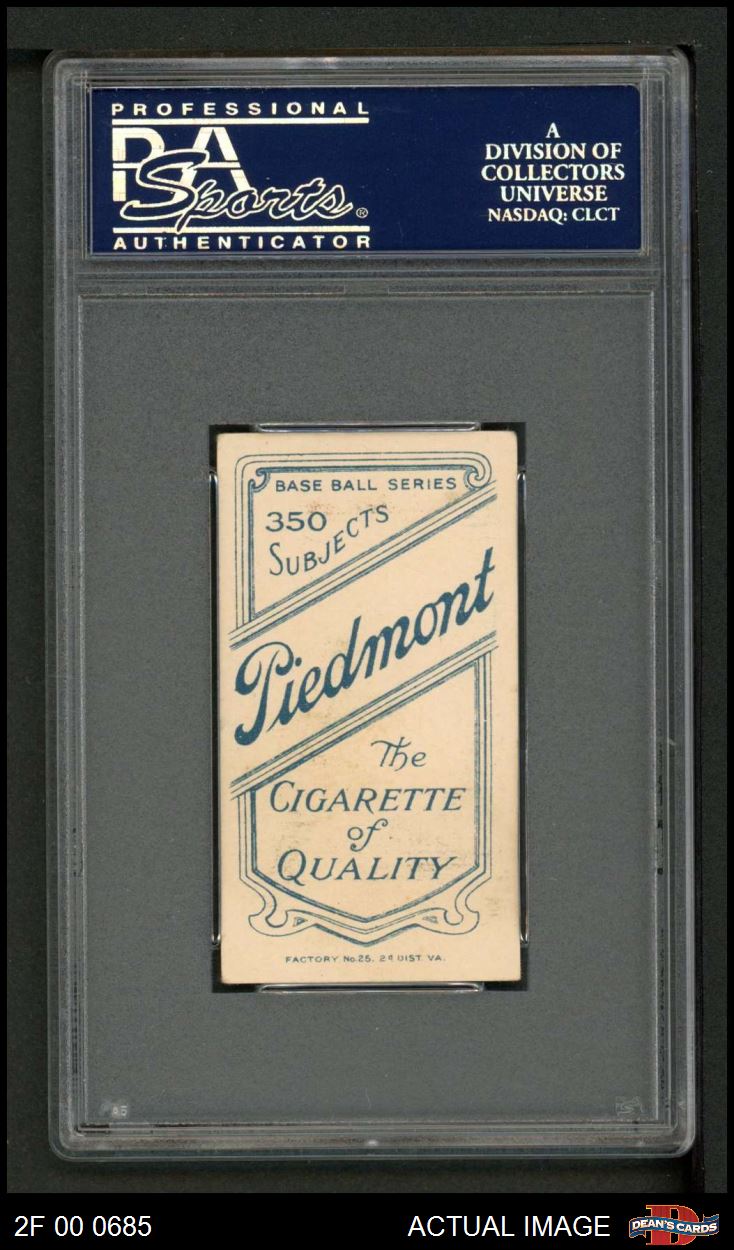 PROFESSIONAL
PSA
Sports®
AUTHENTICATOR
A
DIVISION OF
COLLECTORS
UNIVERSE
NASDAQ: CLCT
BASE BALL SERIES
350
SUBJECTS
Piedmont
The
CIGARETTE
of
QUALITY
FACTORY No. 25. 2d DIST. VA.
2F 00 0685
ACTUAL IMAGE
DEAN'S CARDS